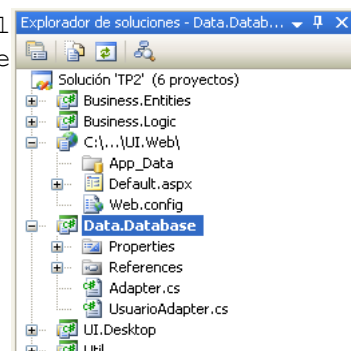 l
e
Explorador de soluciones - Data.Datab...
Solución 'TP2' (6 proyectos)
Business.Entities
Business.Logic
C:\...\UI.Web\
App_Data
Default.aspx
Web.config
Data.Database
Properties
References
Adapter.cs
UsuarioAdapter.cs
UI.Desktop
Util